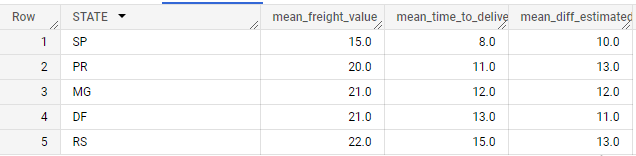 Row STATE mean_freight_value mean_time_to_delive mean_diff_estimated
1 SP 15.0 8.0 10.0
2 PR 20.0 11.0 13.0
3 MG 21.0 12.0 12.0
4 DF 21.0 13.0 11.0
5 RS 22.0 15.0 13.0